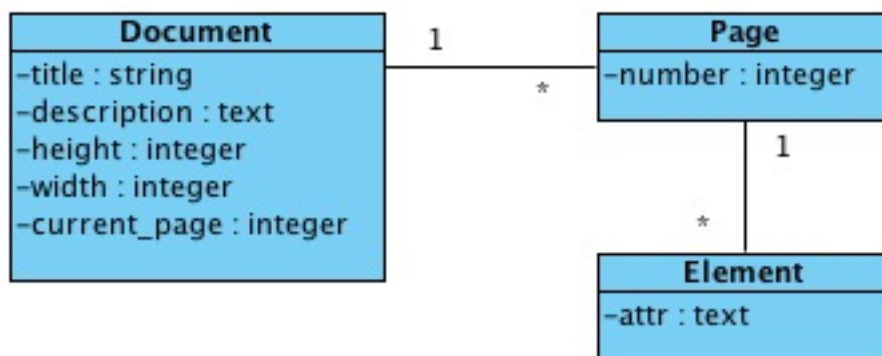 Document
-title : string
-description : text
-height : integer
-width : integer
-current_page : integer
1
*
Page
-number : integer
1
*
Element
-attr : text